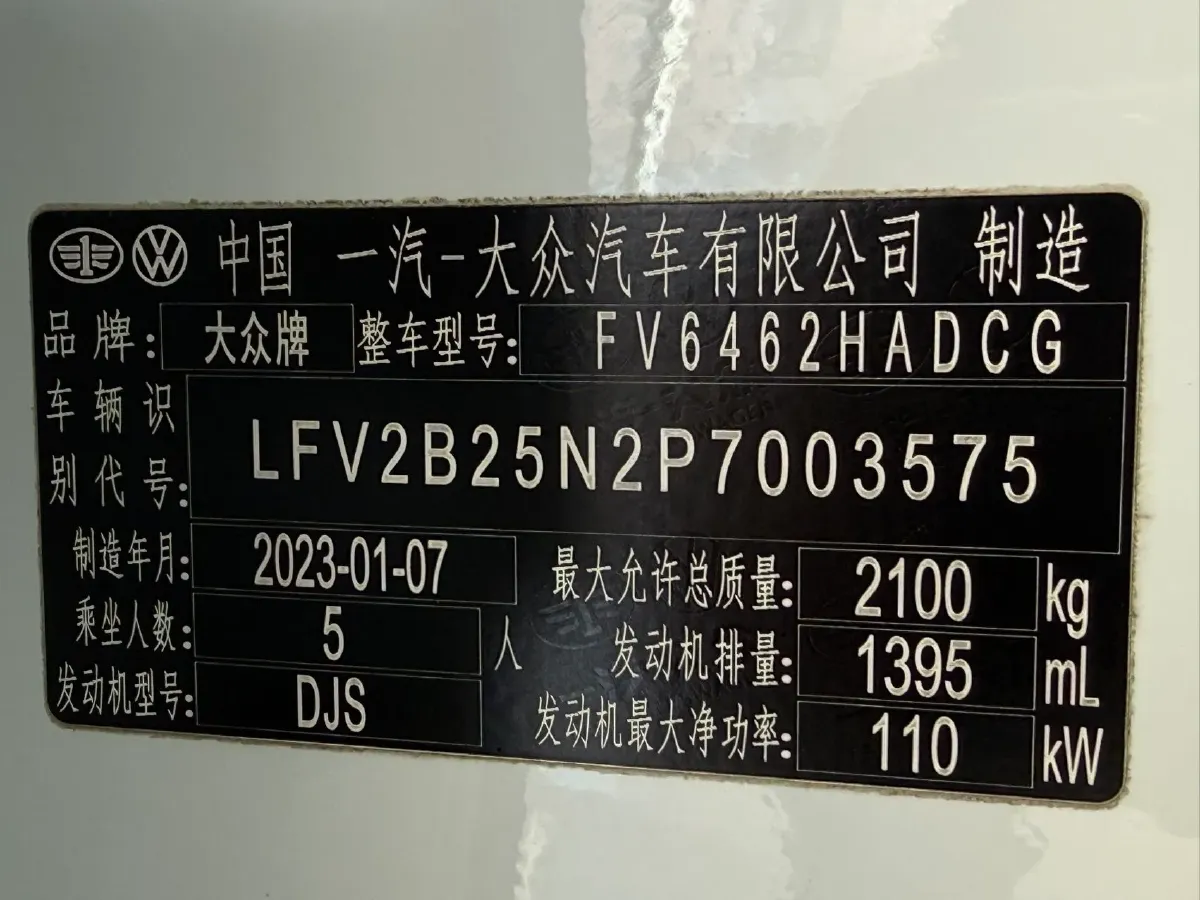 中国 一汽-大众汽车有限公司 制造
品牌: 大众牌 整车型号: FV6462HADCG
车辆识别代号: LFV2B25N2P7003575
制造年月: 2023-01-07 最大允许总质量: 2100 kg
乘坐人数: 5 人 发动机排量: 1395 mL
发动机型号: DJS 发动机最大净功率: 110 kW